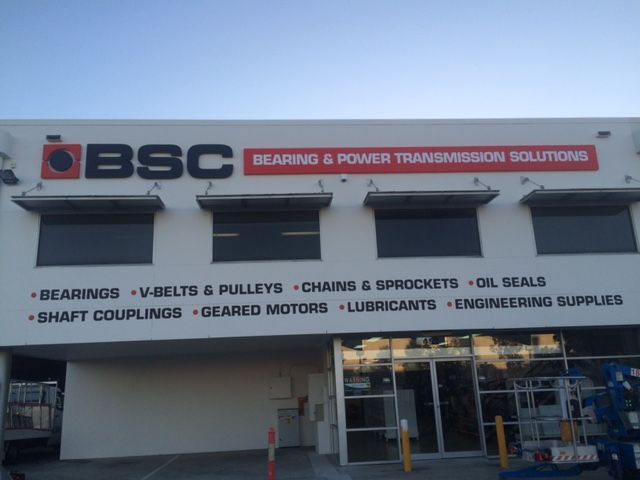 BSC BEARING & POWER TRANSMISSION SOLUTIONS
• BEARINGS • V-BELTS & PULLEYS • CHAINS & SPROCKETS • OIL SEALS
• SHAFT COUPLINGS • GEARED MOTORS • LUBRICANTS • ENGINEERING SUPPLIES
WARNING